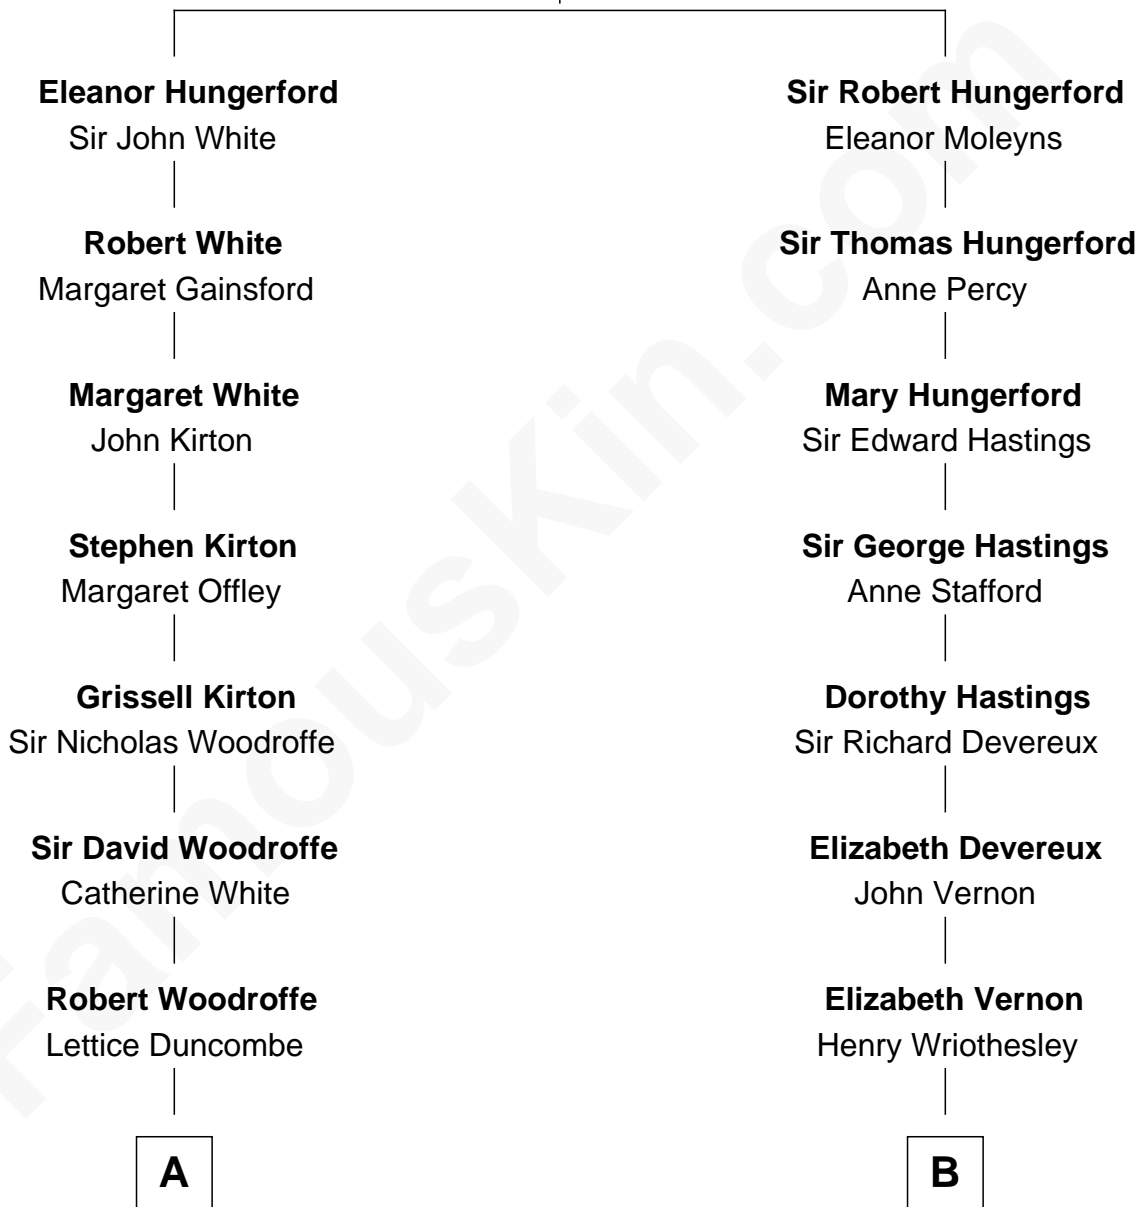 Eleanor Hungerford
Sir John White
Robert White
Margaret Gainsford
Margaret White
John Kirton
Stephen Kirton
Margaret Offley
Grissell Kirton
Sir Nicholas Woodroffe
Sir David Woodroffe
Catherine White
Robert Woodroffe
Lettice Duncombe
A
Sir Robert Hungerford
Eleanor Moleyns
Sir Thomas Hungerford
Anne Percy
Mary Hungerford
Sir Edward Hastings
Sir George Hastings
Anne Stafford
Dorothy Hastings
Sir Richard Devereux
Elizabeth Devereux
John Vernon
Elizabeth Vernon
Henry Wriothesley
B
FamousKin.com